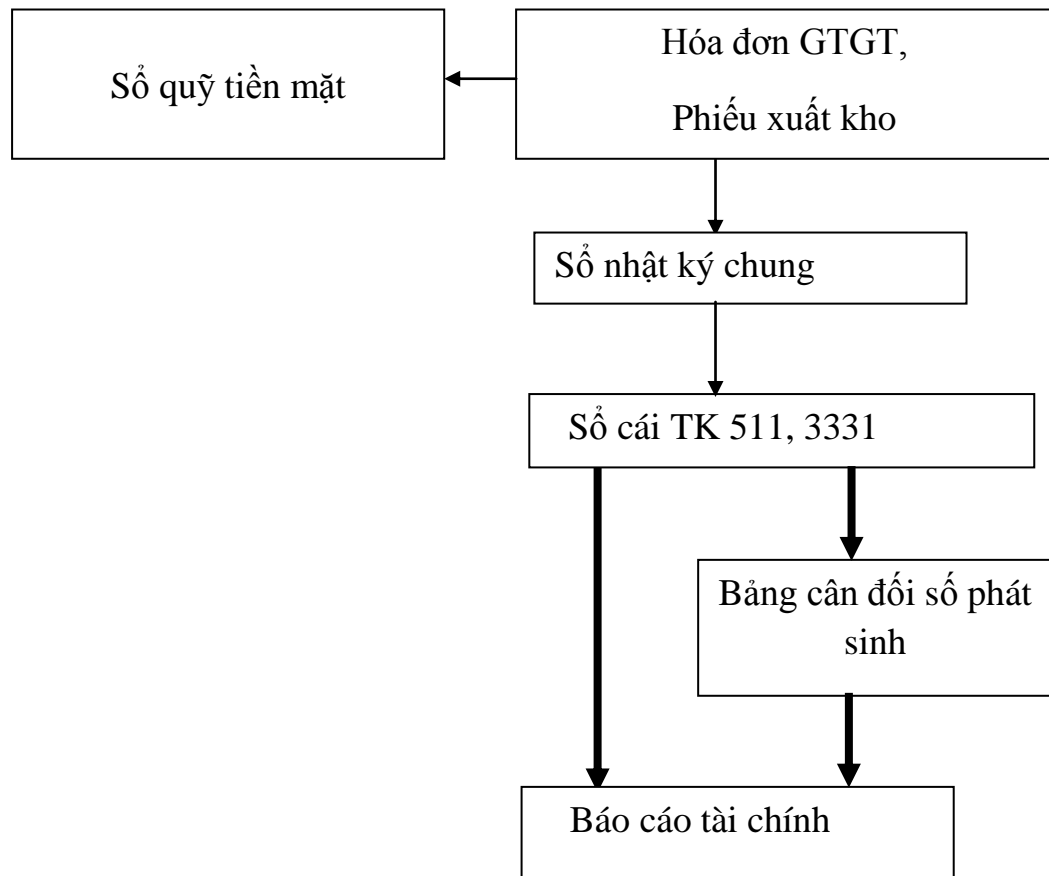 Sổ quỹ tiền mặt
Hóa đơn GTGT,
Phiếu xuất kho
Sổ nhật ký chung
Sổ cái TK 511, 3331
Bảng cân đối số phát
sinh
Báo cáo tài chính